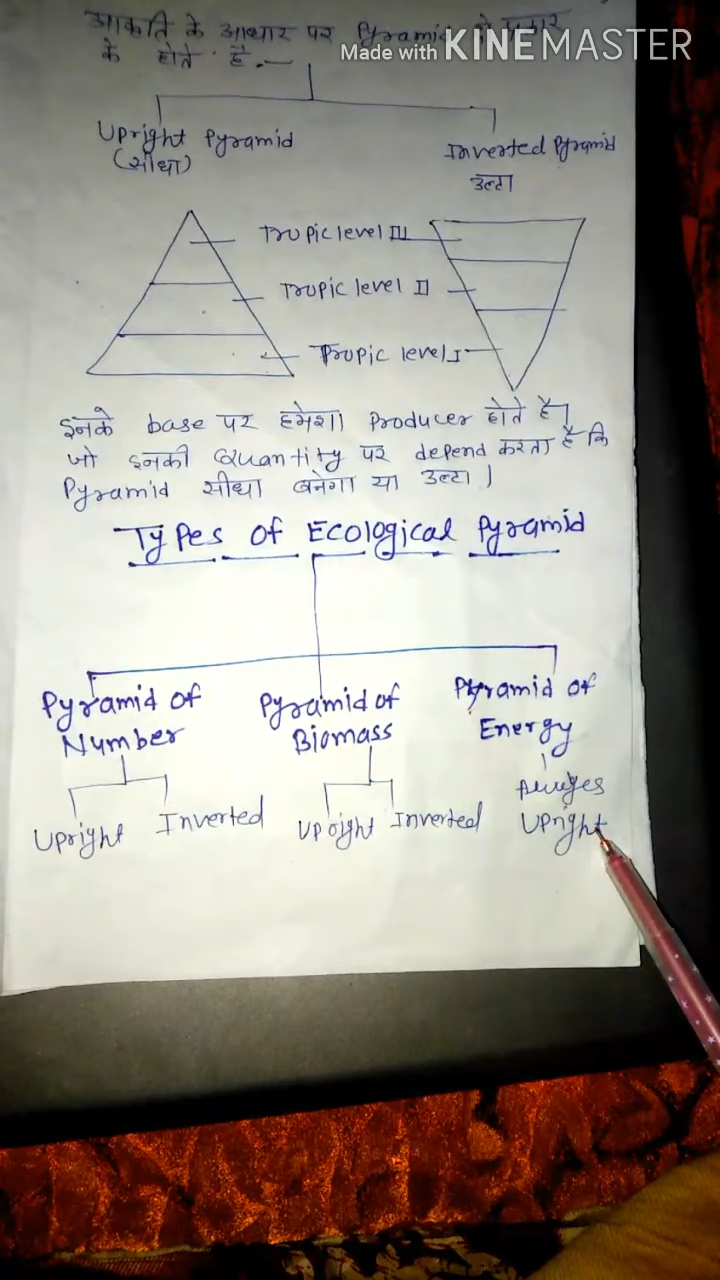 आकृति के आधार पर Pyramid दो प्रकार
के होते है.—
Made with KINEMASTER
Upright Pyramid
(सीधा)
Inverted Pyramid
उल्टा
Tropic level III
Tropic level II
Tropic level I
इनके base पर हमेशा Producer होते है।
जो इनकी Quantity पर depend करता है कि
Pyramid सीधा बनेगा या उल्टा।
Types of Ecological Pyramid
Pyramid of
Number
Pyramid of
Biomass
Pyramid of
Energy
Upright
Inverted
Upright
Inverted
Upright